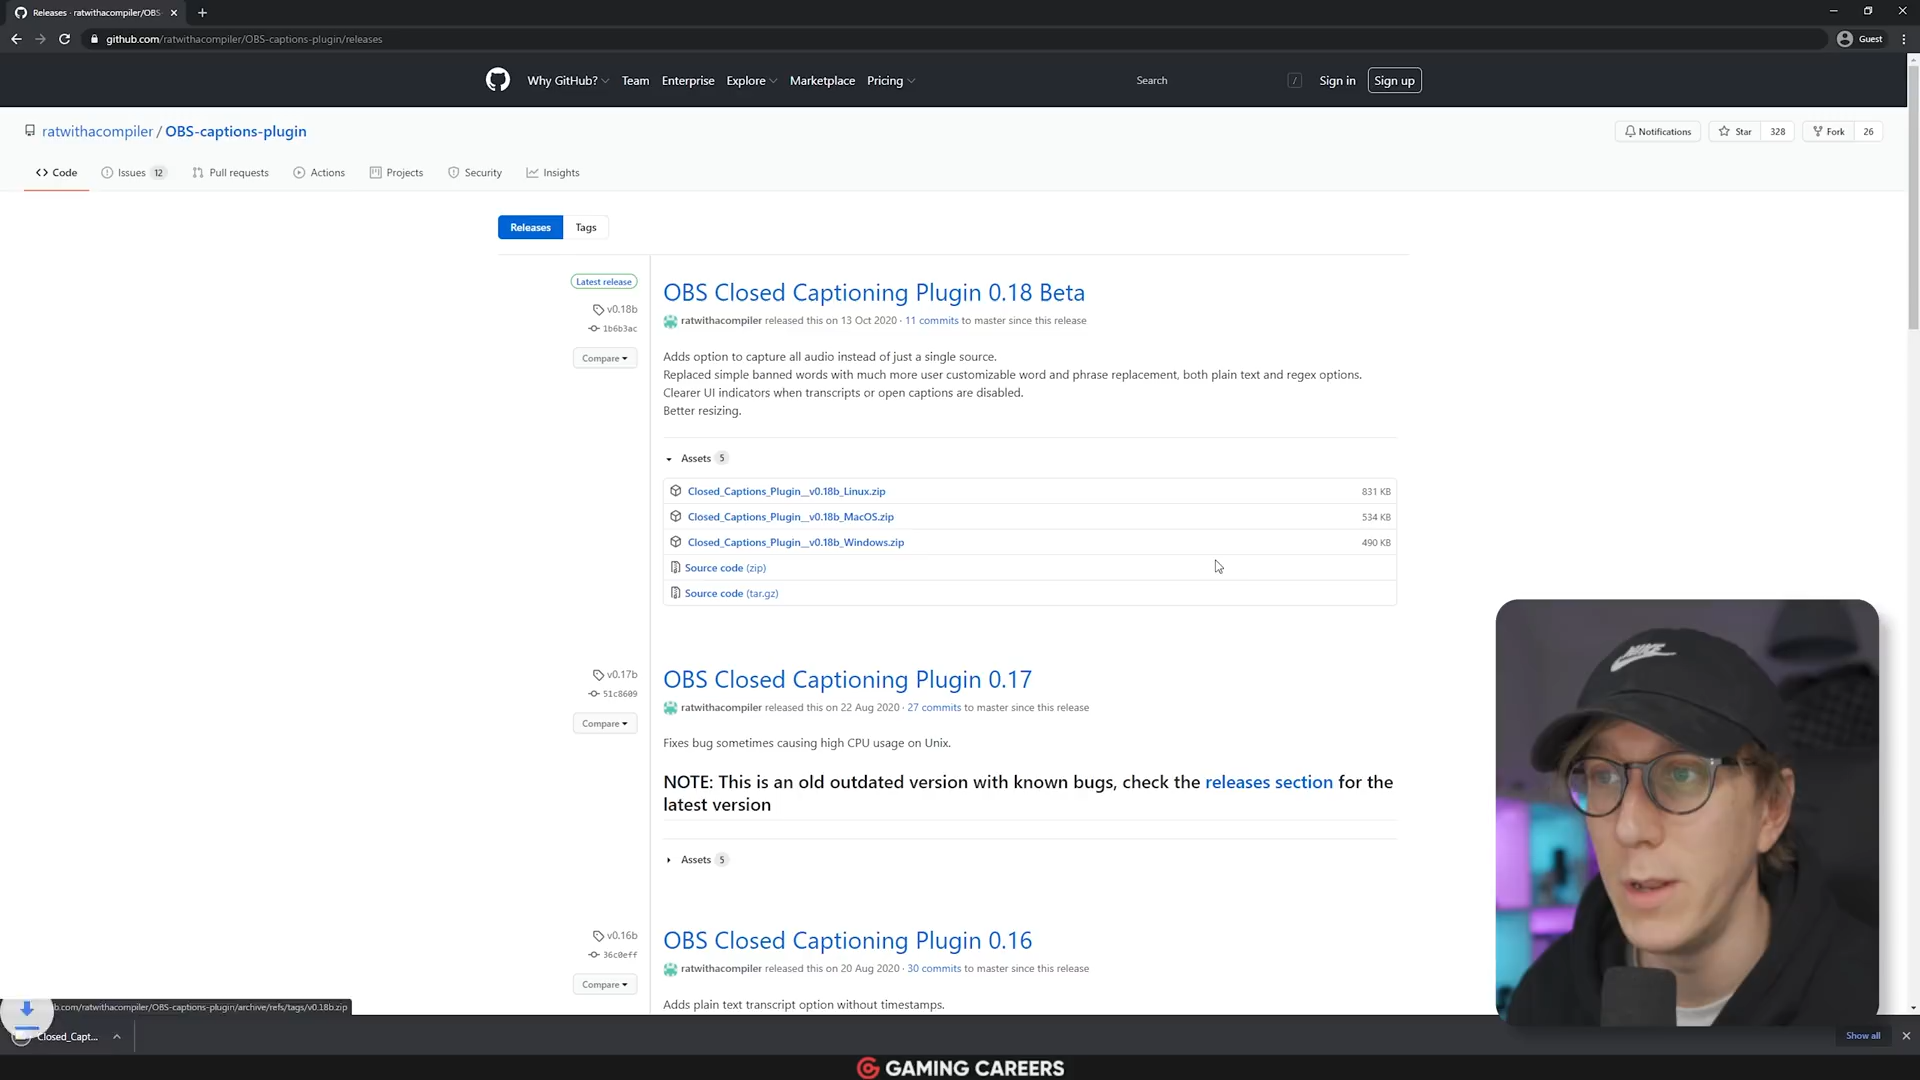 Releases · ratwithacompiler/OBS-
github.com/ratwithacompiler/OBS-captions-plugin/releases
Guest
Why GitHub?
Team
Enterprise
Explore
Marketplace
Pricing
Search
/
Sign in
Sign up
ratwithacompiler / OBS-captions-plugin
Notifications
Star 328
Fork 26
Code
Issues 12
Pull requests
Actions
Projects
Security
Insights
Releases
Tags
Latest release
v0.18b
1b6b3ac
Compare
OBS Closed Captioning Plugin 0.18 Beta
ratwithacompiler released this on 13 Oct 2020 · 11 commits to master since this release
Adds option to capture all audio instead of just a single source.
Replaced simple banned words with much more user customizable word and phrase replacement, both plain text and regex options.
Clearer UI indicators when transcripts or open captions are disabled.
Better resizing.
Assets 5
Closed_Captions_Plugin__v0.18b_Linux.zip 831 KB
Closed_Captions_Plugin__v0.18b_MacOS.zip 534 KB
Closed_Captions_Plugin__v0.18b_Windows.zip 490 KB
Source code (zip)
Source code (tar.gz)
v0.17b
51c8609
Compare
OBS Closed Captioning Plugin 0.17
ratwithacompiler released this on 22 Aug 2020 · 27 commits to master since this release
Fixes bug sometimes causing high CPU usage on Unix.
NOTE: This is an old outdated version with known bugs, check the releases section for the
latest version
Assets 5
v0.16b
36c0eff
Compare
OBS Closed Captioning Plugin 0.16
ratwithacompiler released this on 20 Aug 2020 · 30 commits to master since this release
Adds plain text transcript option without timestamps.
b.com/ratwithacompiler/OBS-captions-plugin/archive/refs/tags/v0.18b.zip
Closed_Capt...
Show all
GAMING CAREERS